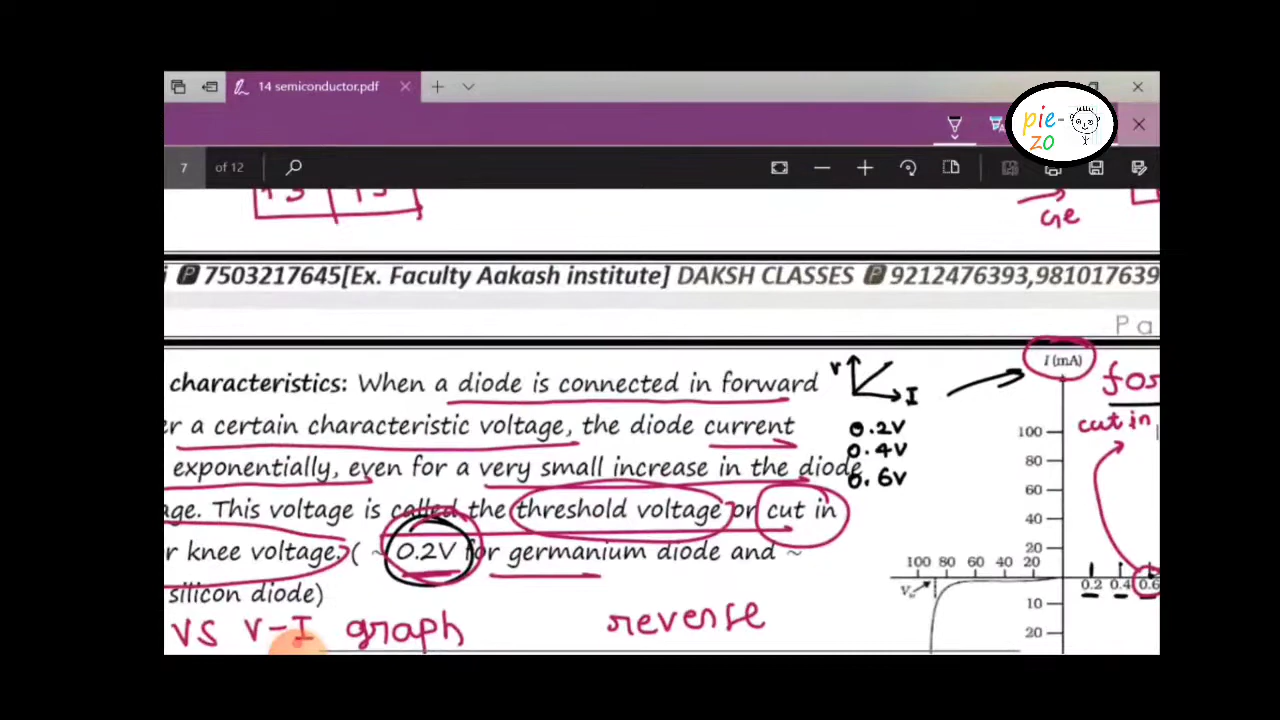 14 semiconductor.pdf
pie-
zo
7 of 12
Ge
7503217645[Ex. Faculty Aakash institute] DAKSH CLASSES 9212476393,981017639
Pa
characteristics: When a diode is connected in forward
er a certain characteristic voltage, the diode current
exponentially, even for a very small increase in the diode
age. This voltage is called the threshold voltage or cut in
r knee voltage. ( ~ 0.2V for germanium diode and ~
silicon diode)
vs V-I graph
reverse
V
I
0.2V
0.4V
0.6V
I (mA)
for
cut in
100
80
60
40
20
100 80 60 40 20
0.2 0.4 0.6
10
20